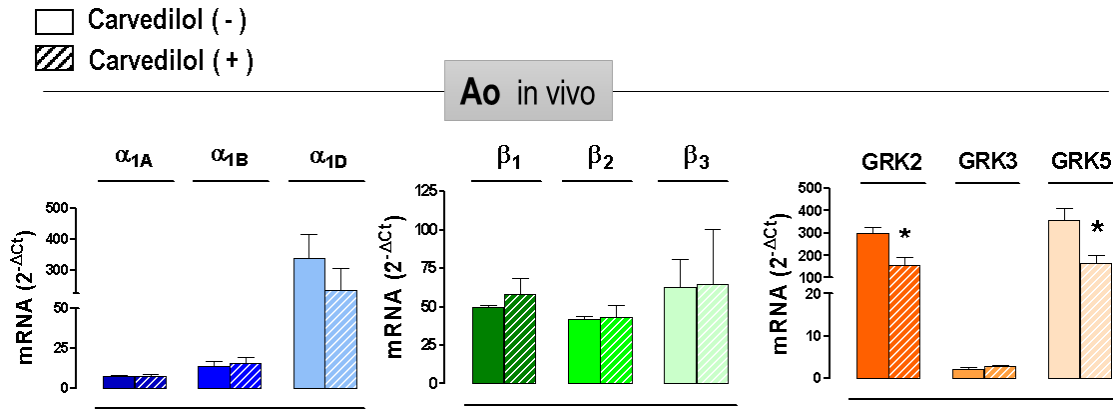 Carvedilol ( - )
Carvedilol ( + )
Ao in vivo
α1A α1B α1D
mRNA (2-ΔCt)
500
400
300
50
25
0
β1 β2 β3
mRNA (2-ΔCt)
125
100
75
50
25
0
GRK2 GRK3 GRK5
mRNA (2-ΔCt)
500
400
300
200
100
20
10
0
* *